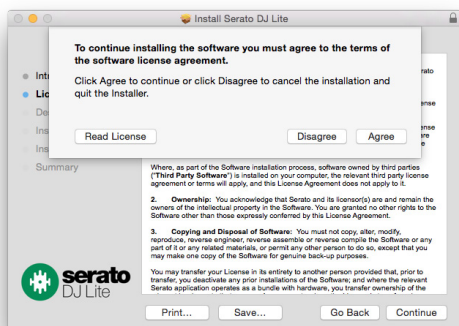 Install Serato DJ Lite
To continue installing the software you must agree to the terms of
the software license agreement.
Click Agree to continue or click Disagree to cancel the installation and
quit the Installer.
Read License
Disagree
Agree
Int
Lic
De
Ins
Ins
Summary
rato
ense
ense
are
Where, as part of the Software installation process, software owned by third parties
("Third Party Software") is installed on your computer, the relevant third party license
agreement or terms will apply, and this License Agreement does not apply to it.
2. Ownership: You acknowledge that Serato and its licensor(s) are and remain the
owners of the intellectual property in the Software. You are granted no other rights to the
Software other than those expressly conferred by this License Agreement.
3. Copying and Disposal of Software: You must not copy, alter, modify,
reproduce, reverse engineer, reverse assemble or reverse compile the Software or any
part of it or any related materials, or permit any other person to do so, except that you
may make one copy of the Software for genuine back-up purposes.
You may transfer your License in its entirety to another person provided that, prior to
transfer, you deactivate any prior installations of the Software; and where the relevant
Serato application operates as a bundle with hardware, you transfer ownership of the
serato
DJ Lite
Print...
Save...
Go Back
Continue